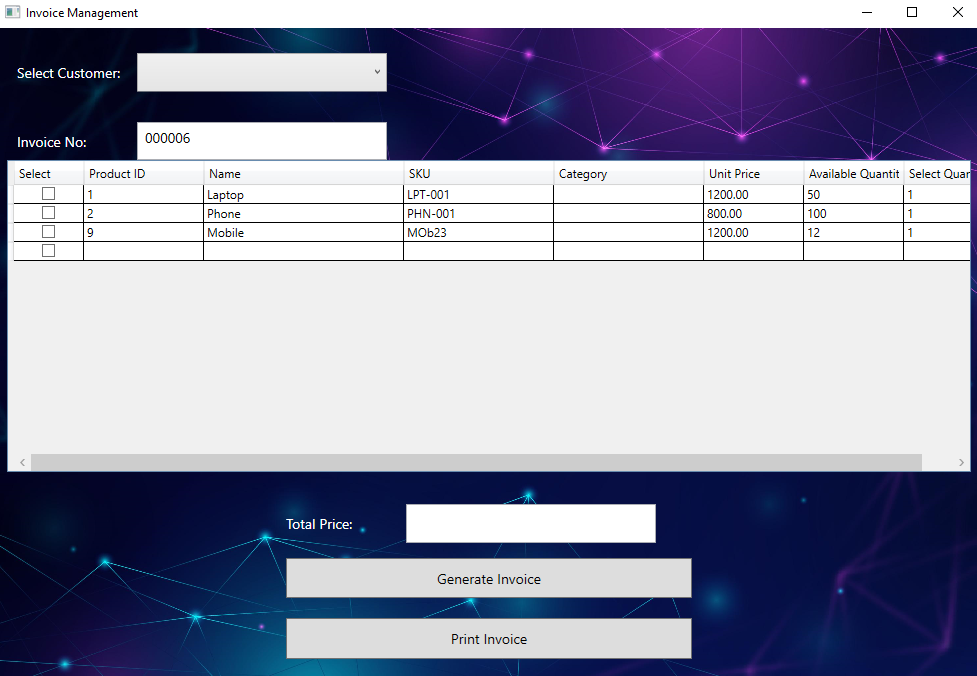 Invoice Management
Select Customer:
Invoice No: 000006
Select Product ID Name SKU Category Unit Price Available Quantit Select Quan
1 Laptop LPT-001 1200.00 50 1
2 Phone PHN-001 800.00 100 1
9 Mobile MOb23 1200.00 12 1
Total Price:
Generate Invoice
Print Invoice